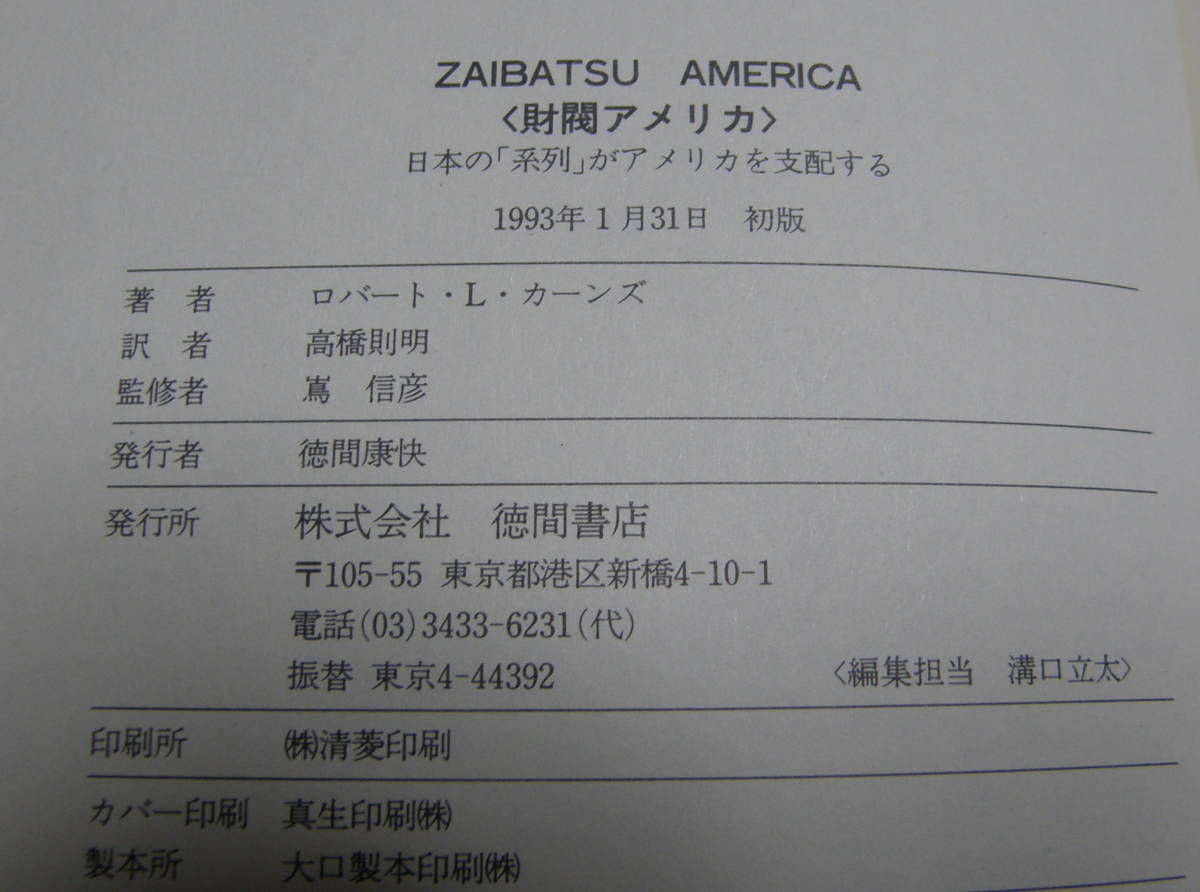 ZAIBATSU AMERICA
〈財閥アメリカ〉
日本の「系列」がアメリカを支配する
1993年1月31日 初版
著者 ロバート・L・カーンズ
訳者 高橋則明
監修者 嶌 信彦
発行者 徳間康快
発行所 株式会社 徳間書店
〒105-55 東京都港区新橋4-10-1
電話(03)3433-6231(代)
振替 東京4-44392 〈編集担当 溝口立太〉
印刷所 ㈱清菱印刷
カバー印刷 真生印刷㈱
製本所 大口製本印刷㈱